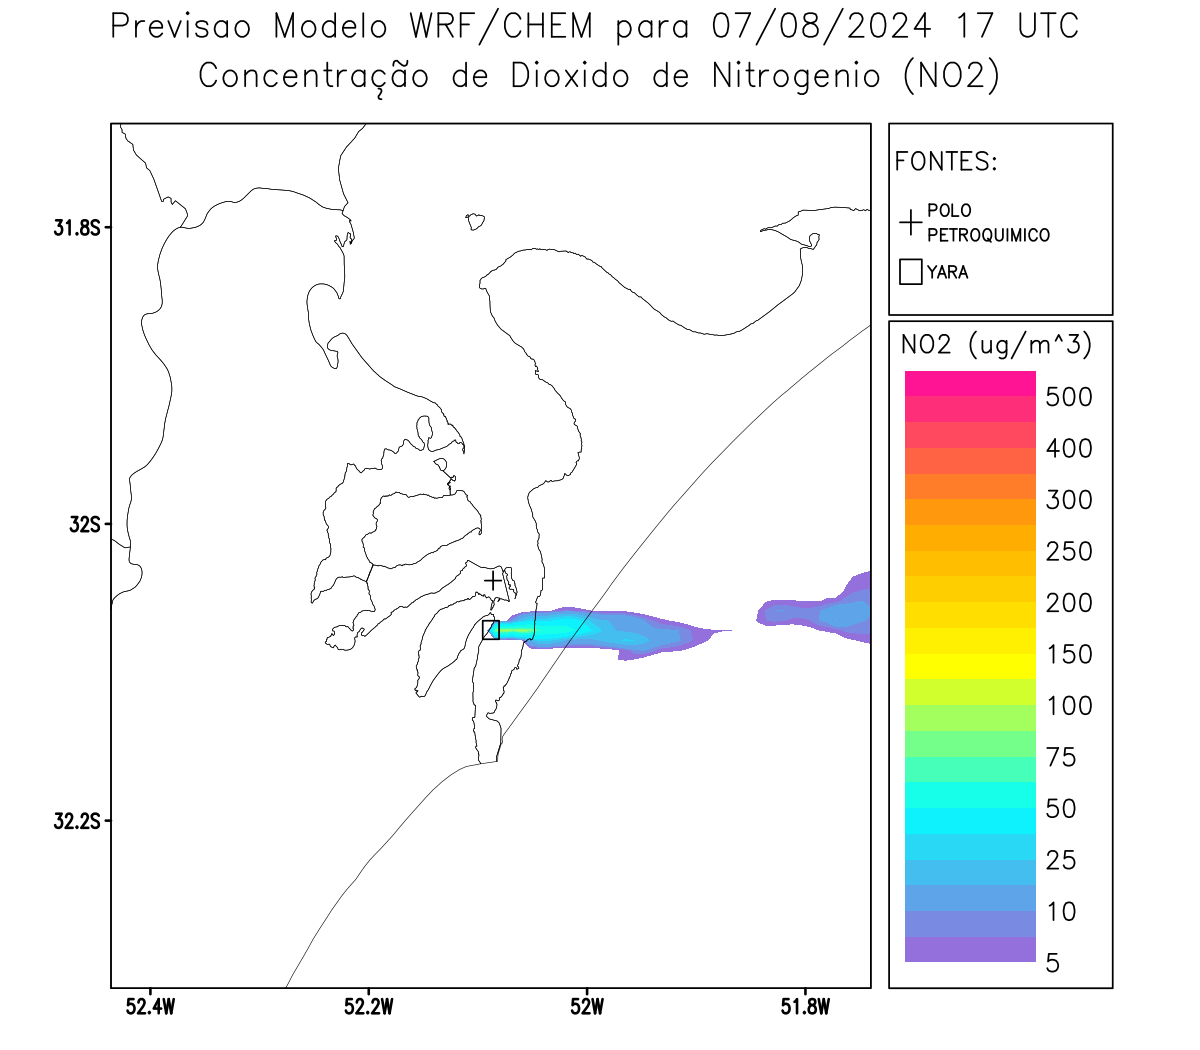 Previsao Modelo WRF/CHEM para 07/08/2024 17 UTC
Concentração de Dioxido de Nitrogenio (NO2)
FONTES:
POLO
PETROQUIMICO
YARA
31.8S
32S
32.2S
52.4W
52.2W
52W
51.8W
NO2 (ug/m^3)
500
400
300
250
200
150
100
75
50
25
10
5